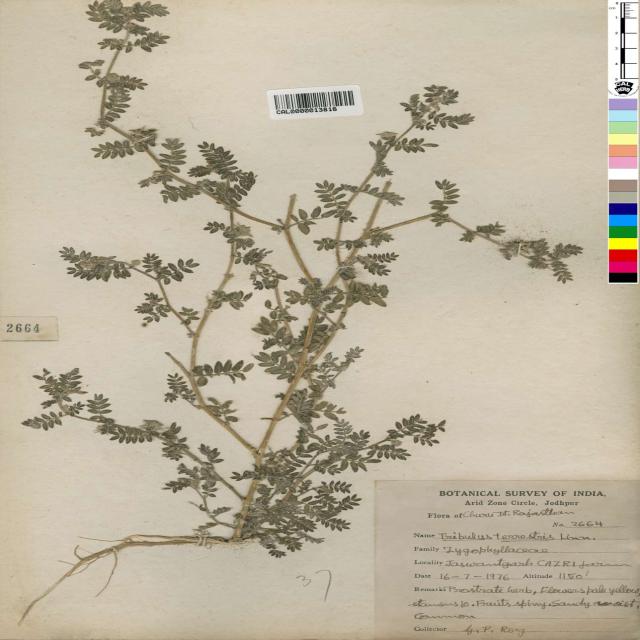 CAL0000013616
2664
37
BOTANICAL SURVEY OF INDIA,
Arid Zone Circle, Jodhpur
Flora of Churu Dt. Rajasthan
No. 2664
Name Tribulus terrestris Linn.
Family Zygophyllaceae
Locality Jaswantgarh CAZRI farm
Date 16-7-1976 Altitude 1150'
Remarks Prostrate herb, Flowers pale yellow,
stamens 10. Fruits spiny. Sandy
Common
Collector G. P. Roy